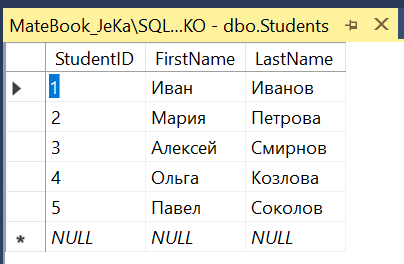 MateBook_JeKa\SQL...KO - dbo.Students
StudentID FirstName LastName
1 Иван Иванов
2 Мария Петрова
3 Алексей Смирнов
4 Ольга Козлова
5 Павел Соколов
NULL NULL NULL